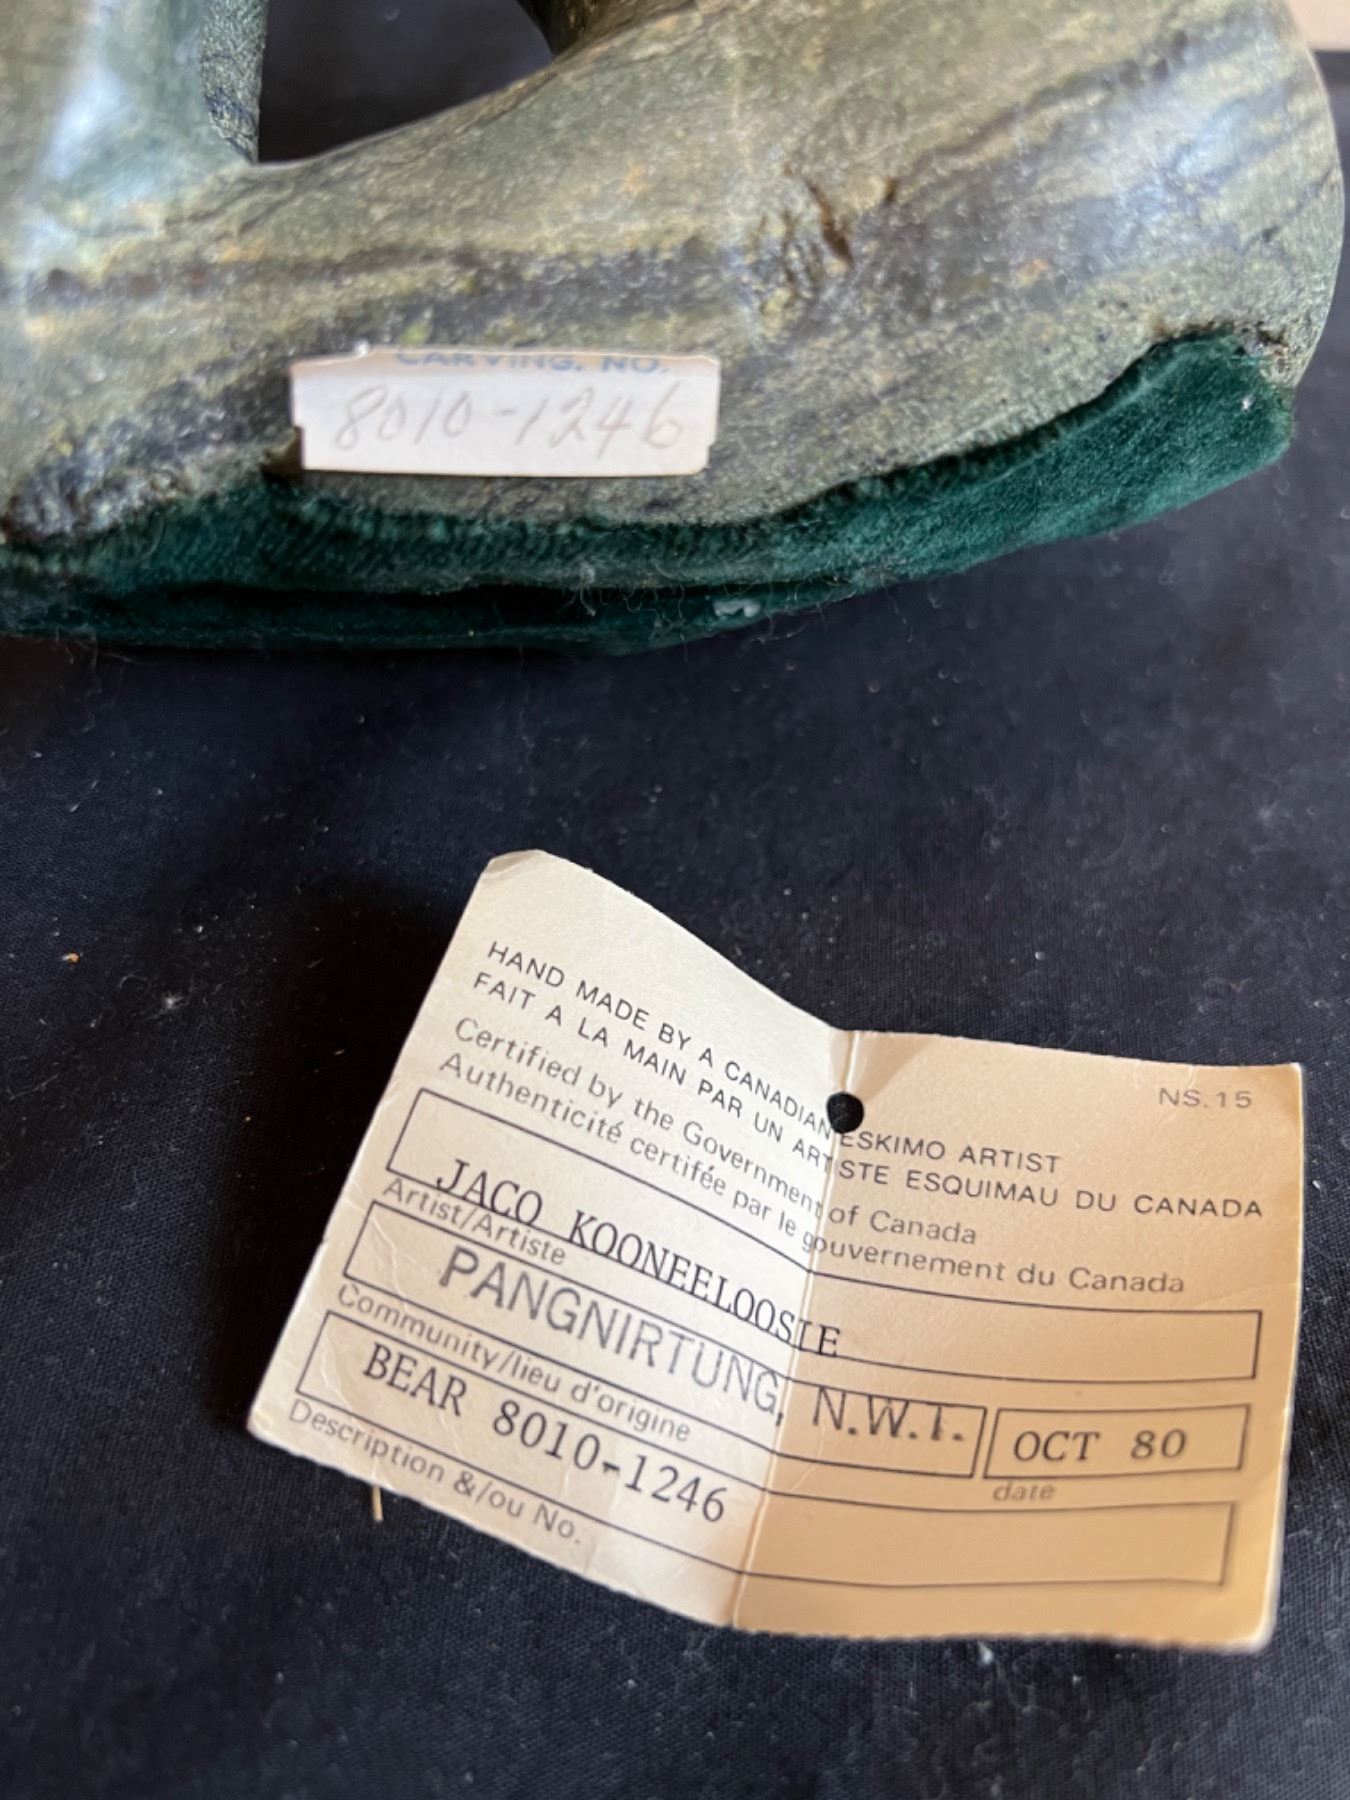 CARVING. NO.
8010-1246
NS.15
HAND MADE BY A CANADIAN ESKIMO ARTIST
FAIT A LA MAIN PAR UN ARTISTE ESQUIMAU DU CANADA
Certified by the Government of Canada
Authenticité certifée par le gouvernement du Canada
JACO KOONEELOOSIE
Artist/Artiste
PANGNIRTUNG, N.W.T. OCT 80
Community/lieu d'origine date
BEAR 8010-1246
Description &/ou No.